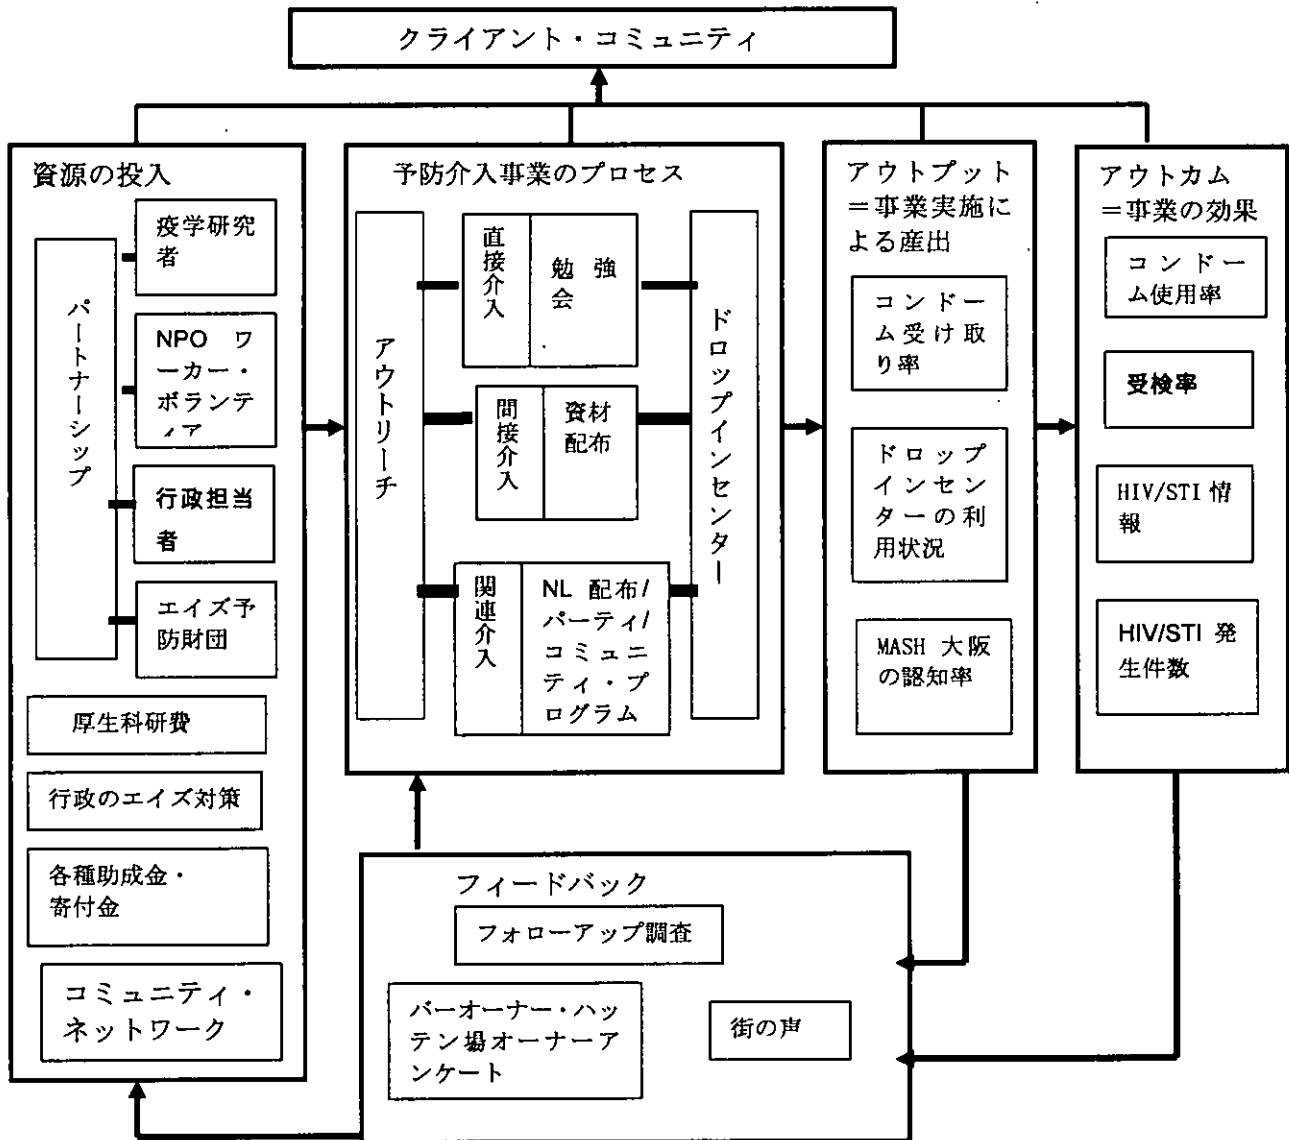 クライアント・コミュニティ
資源の投入
パートナーシップ
疫学研究
者
NPO ワ
ーカー・
ボランテ
ィア
行政担当
者
エイズ予
防財団
厚生科研費
行政のエイズ対策
各種助成金・
寄付金
コミュニティ・
ネットワーク
予防介入事業のプロセス
アウトリーチ
直接介入
勉強
会
間接介入
資材
配布
関連介入
NL 配布/
パーティ/
コミュニ
ティ・プ
ログラム
ドロップインセンター
アウトプット
＝事業実施に
よる産出
コンドー
ム受け取
り率
ドロップ
インセン
ターの利
用状況
MASH 大阪
の認知率
アウトカム
＝事業の効果
コンドー
ム使用率
受検率
HIV/STI 情
報
HIV/STI 発
生件数
フィードバック
フォローアップ調査
バーオーナー・ハッ
テン場オーナーア
ンケート
街の声